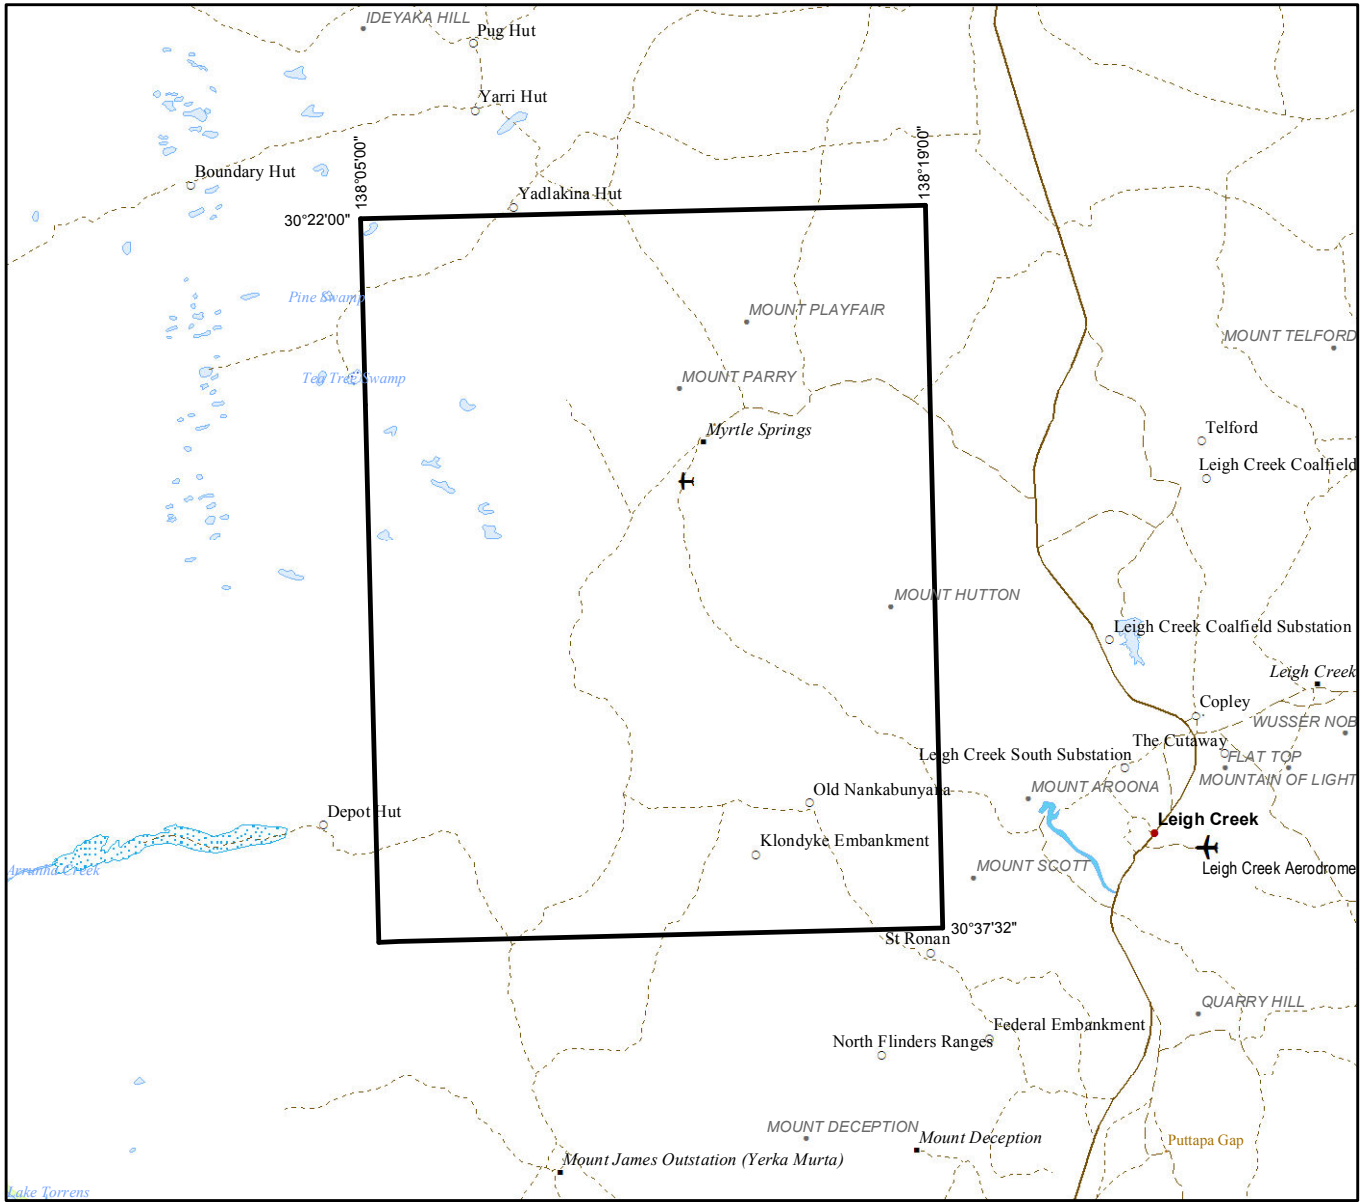 IDEYAKA HILL
Pug Hut
Yarri Hut
138°05'00"
138°19'00"
Boundary Hut
Yadlakina Hut
30°22'00"
Pine Swamp
MOUNT PLAYFAIR
MOUNT TELFORD
Tea Tree Swamp
MOUNT PARRY
Myrtle Springs
Telford
Leigh Creek Coalfield
MOUNT HUTTON
Leigh Creek Coalfield Substation
Leigh Creek
Copley
WUSSER NOB
The Cutaway
Leigh Creek South Substation
FLAT TOP
MOUNTAIN OF LIGHT
MOUNT AROONA
Old Nankabunyana
Depot Hut
Leigh Creek
Klondyke Embankment
MOUNT SCOTT
Leigh Creek Aerodrome
Arrunha Creek
30°37'32"
St Ronan
QUARRY HILL
Federal Embankment
North Flinders Ranges
MOUNT DECEPTION
Mount Deception
Puttapa Gap
Mount James Outstation (Yerka Murta)
Lake Torrens